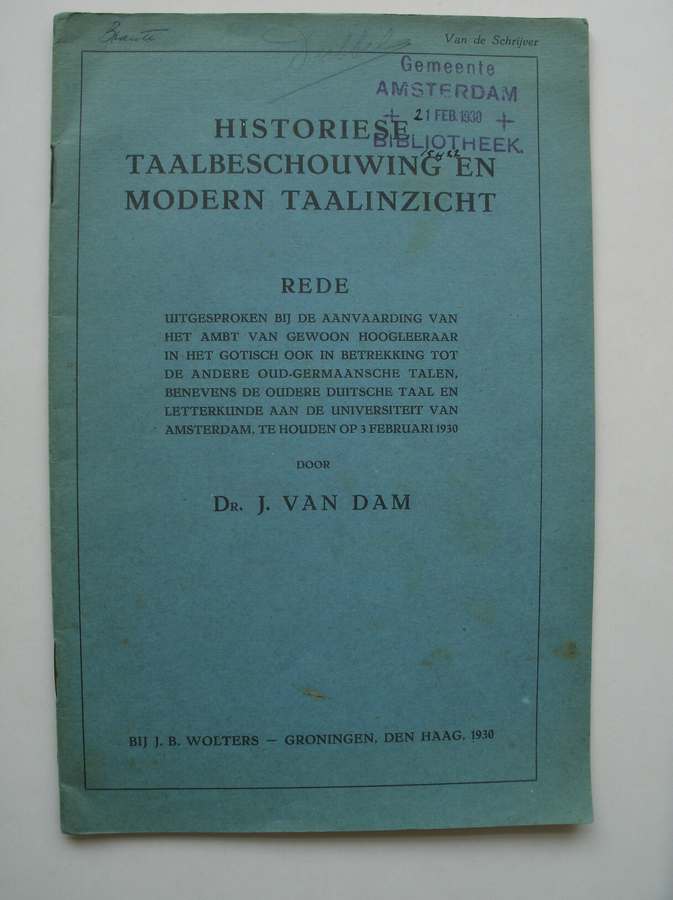 Van de Schrijver
Gemeente
AMSTERDAM
21 FEB. 1930
BIBLIOTHEEK.
HISTORIESE
TAALBESCHOUWING EN
MODERN TAALINZICHT
REDE
UITGESPROKEN BIJ DE AANVAARDING VAN
HET AMBT VAN GEWOON HOOGLEERAAR
IN HET GOTISCH OOK IN BETREKKING TOT
DE ANDERE OUD-GERMAANSCHE TALEN,
BENEVENS DE OUDERE DUITSCHE TAAL EN
LETTERKUNDE AAN DE UNIVERSITEIT VAN
AMSTERDAM, TE HOUDEN OP 3 FEBRUARI 1930
DOOR
DR. J. VAN DAM
BIJ J. B. WOLTERS — GRONINGEN, DEN HAAG, 1930